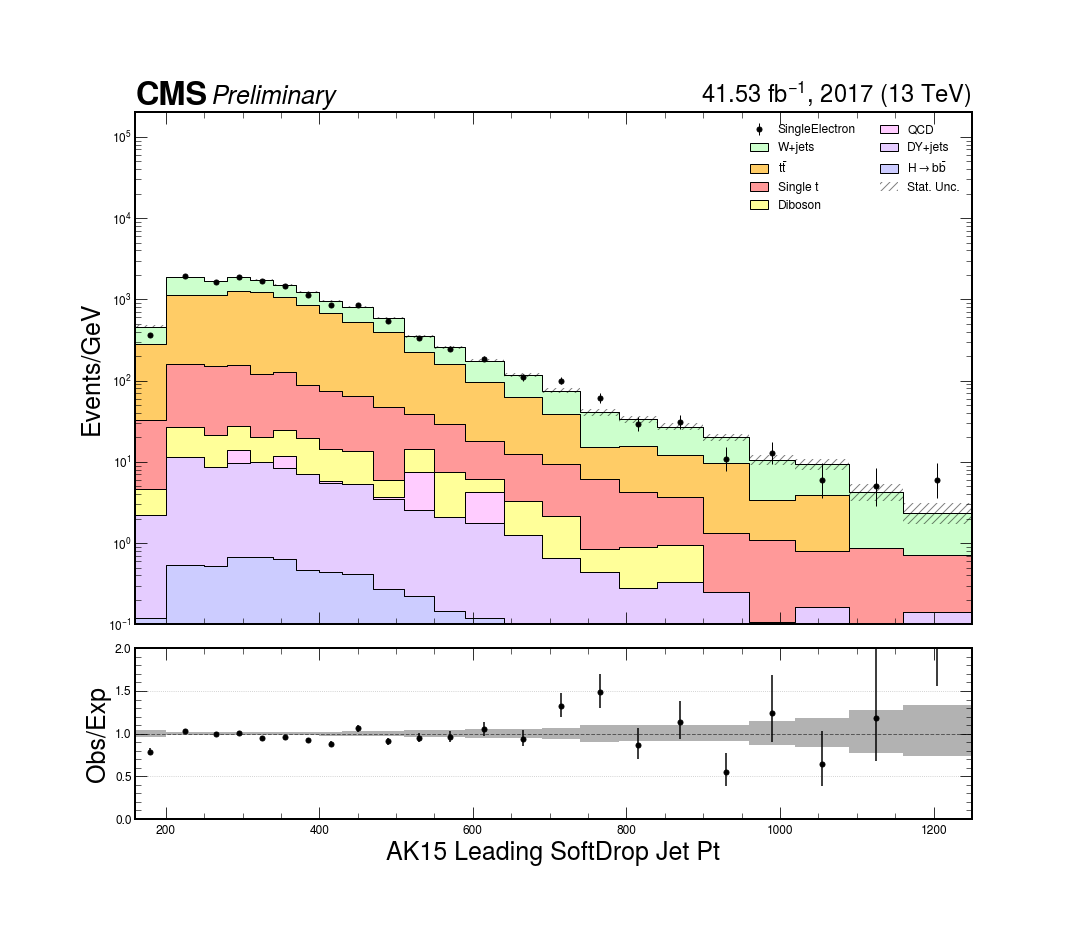 CMS Preliminary
41.53 fb⁻¹, 2017 (13 TeV)
SingleElectron
W+jets
tt̄
Single t
Diboson
QCD
DY+jets
H→bb̄
Stat. Unc.
Events/GeV
10⁵
10⁴
10³
10²
10¹
10⁰
10⁻¹
Obs/Exp
2.0
1.5
1.0
0.5
0.0
200 400 600 800 1000 1200
AK15 Leading SoftDrop Jet Pt